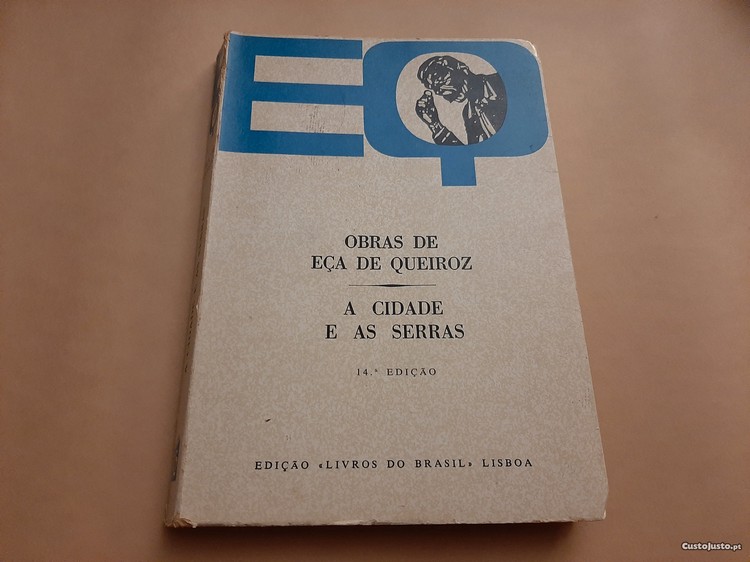 EQ
OBRAS DE
EÇA DE QUEIROZ
A CIDADE
E AS SERRAS
14.ª EDIÇÃO
EDIÇÃO «LIVROS DO BRASIL» LISBOA
CustoJusto.pt